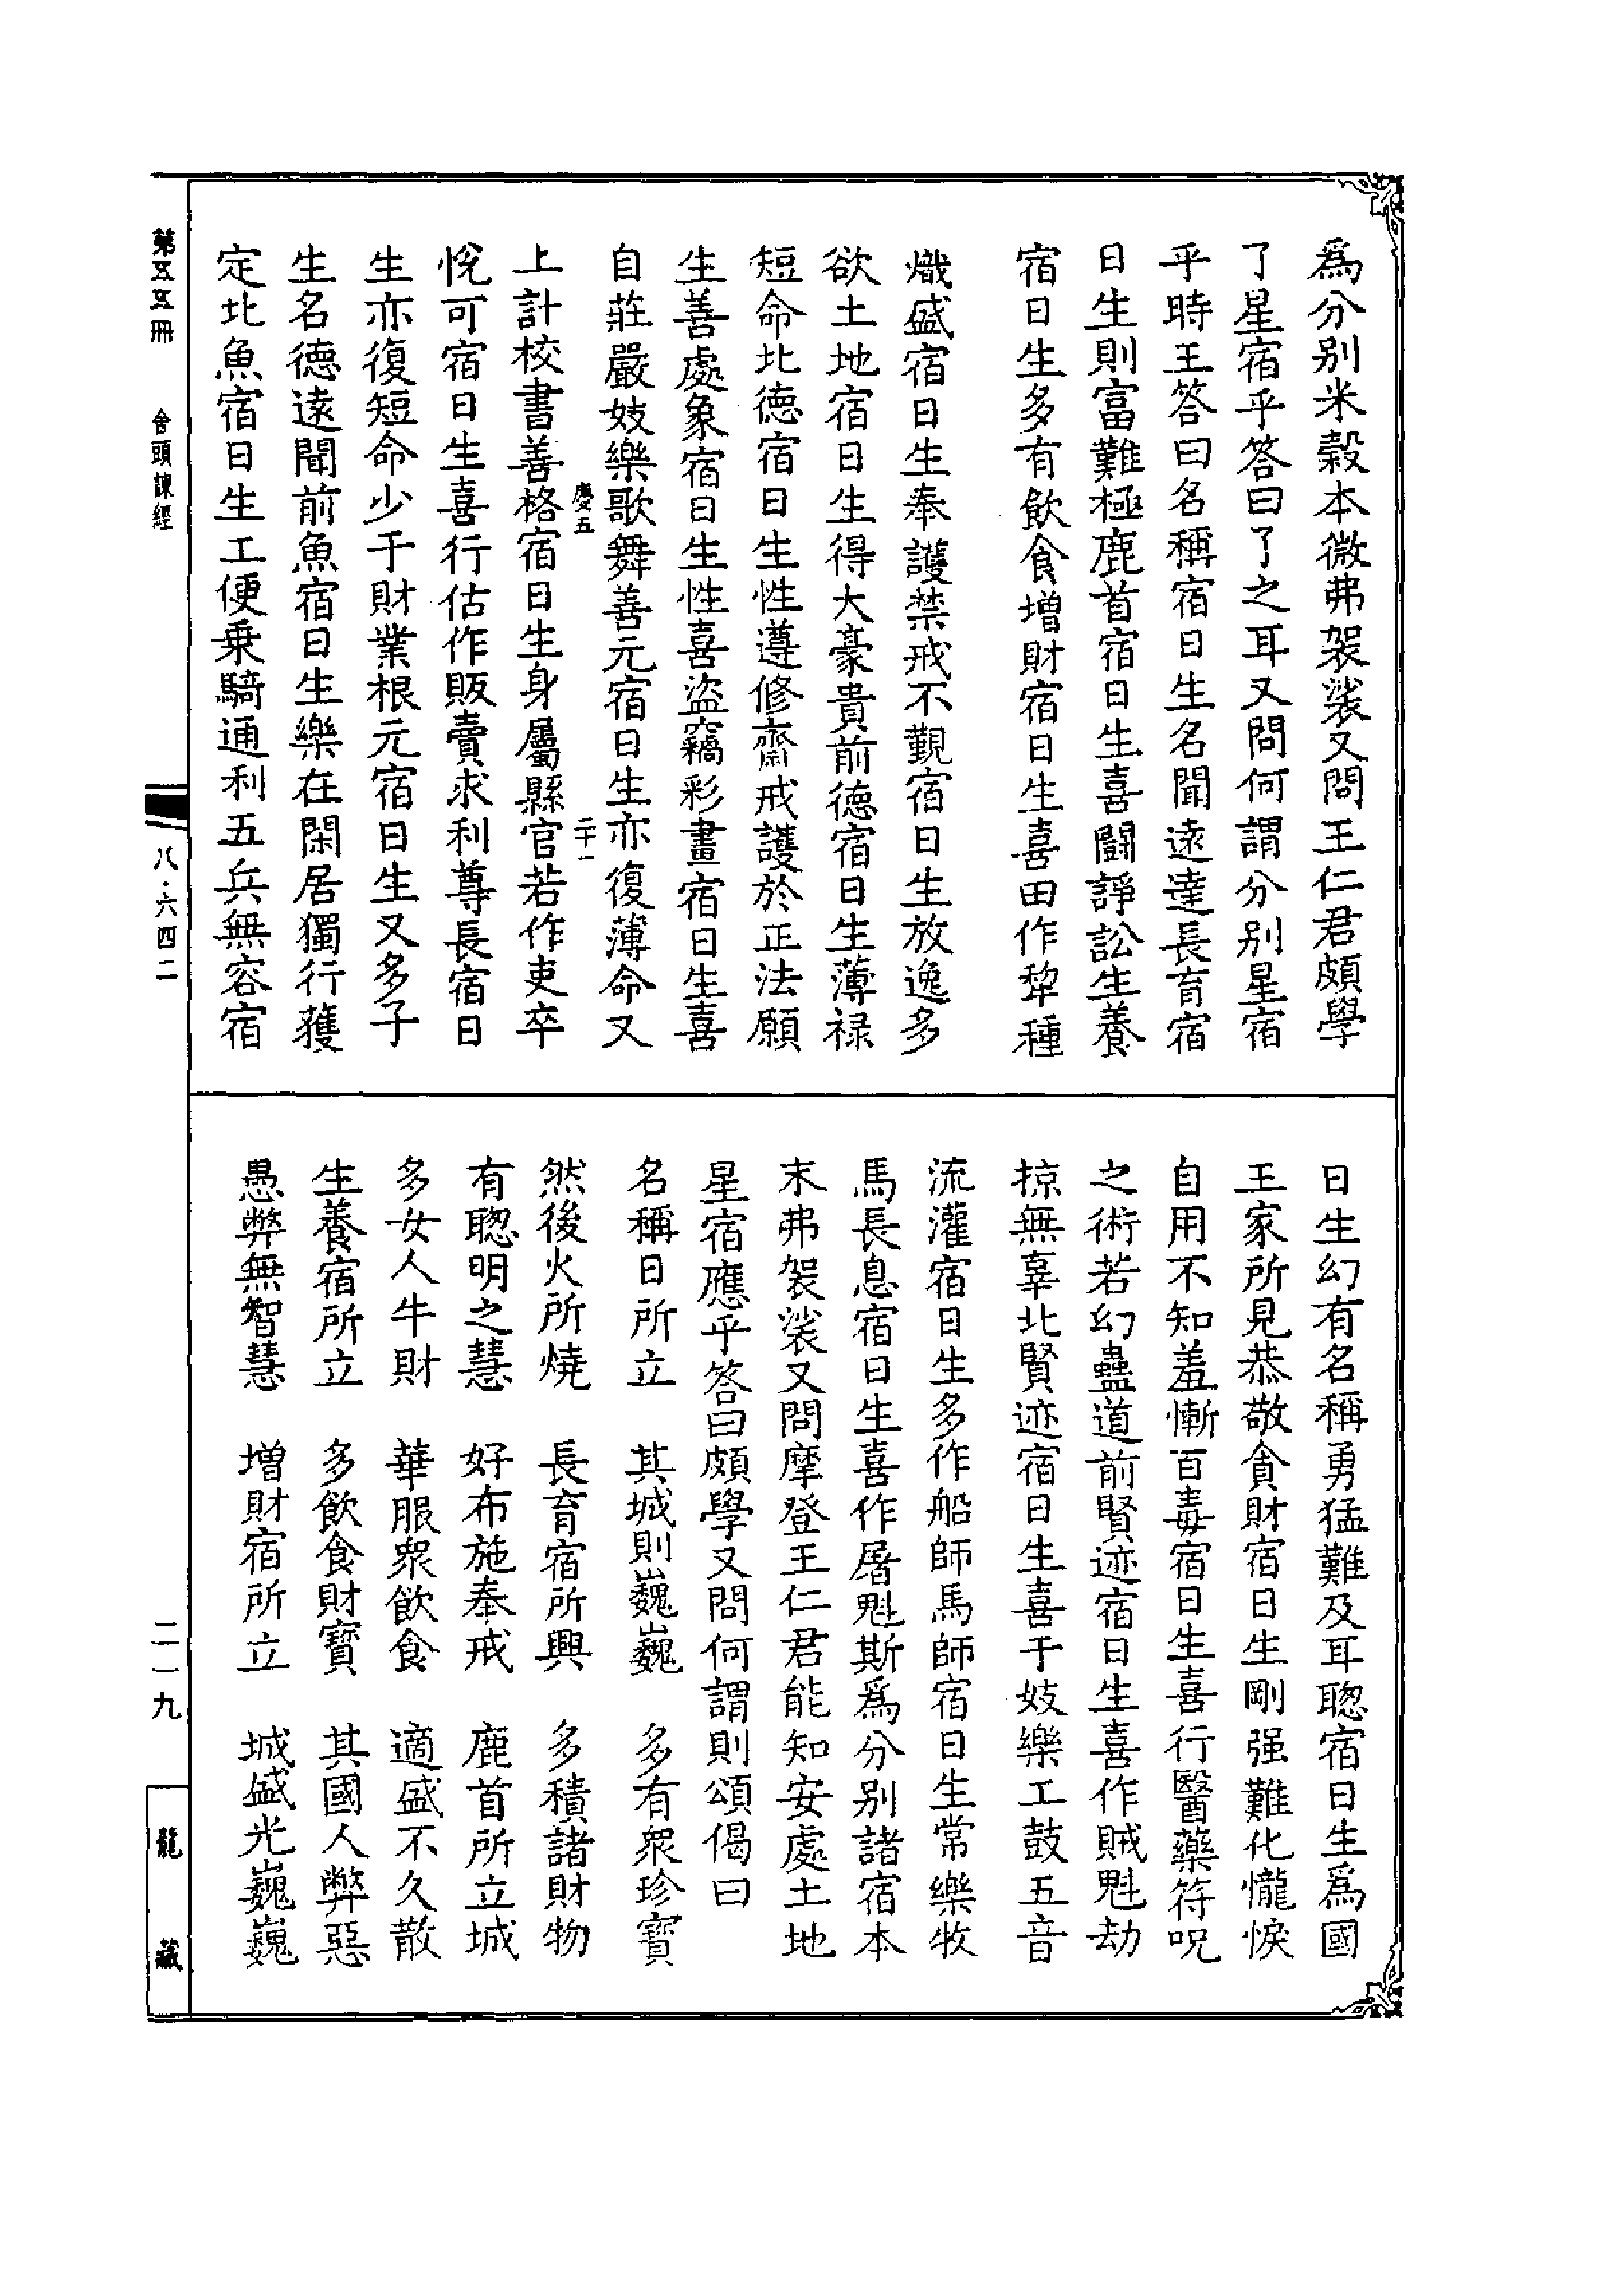 為分别米穀本微弗袈裟又問王仁君頗學
了星宿乎答曰了之耳又問何謂分别星宿
乎時王答曰名稱宿日生名聞遠達長育宿
日生則富難極鹿首宿日生喜鬪諍訟生養
宿日生多有飲食增財宿日生喜田作犂種
熾盛宿日生奉護禁戒不覲宿日生放逸多
欲土地宿日生得大豪貴前德宿日生薄禄
短命北德宿日生性遵修齋戒護於正法願
生善處象宿日生性喜盜竊彩畫宿日生喜
自莊嚴妓樂歌舞善元宿日生亦復薄命又
慶五
二十一
上計校書善格宿日生身屬縣官若作吏卒
悅可宿日生喜行估作販賣求利尊長宿日
生亦復短命少于財業根元宿日生又多子
生名德遠聞前魚宿日生樂在閑居獨行獲
定北魚宿日生工便乗騎通利五兵無容宿
日生幻有名稱勇猛難及耳聰宿日生為國
王家所見恭敬貪財宿日生剛强難化儱悷
自用不知羞慚百毒宿日生喜行醫藥符呪
之術若幻蠱道前賢迹宿日生喜作賊魁劫
掠無辜北賢迹宿日生喜于妓樂工鼓五音
流灌宿日生多作船師馬師宿日生常樂牧
馬長息宿日生喜作屠魁斯為分别諸宿本
末弗袈裟又問摩登王仁君能知安處土地
星宿應乎答曰頗學又問何謂則頌偈曰
名稱日所立　其城則巍巍　多有衆珍寳
然後火所燒　長育宿所興　多積諸財物
有聰明之慧　好布施奉戒　鹿首所立城
多女人牛財　華服衆飲食　適盛不久散
生養宿所立　多飲食財寳　其國人弊惡
愚弊無智慧　增財宿所立　城盛光巍巍
第五五冊　舍頭諫經
八·六四二
二一九
龍藏